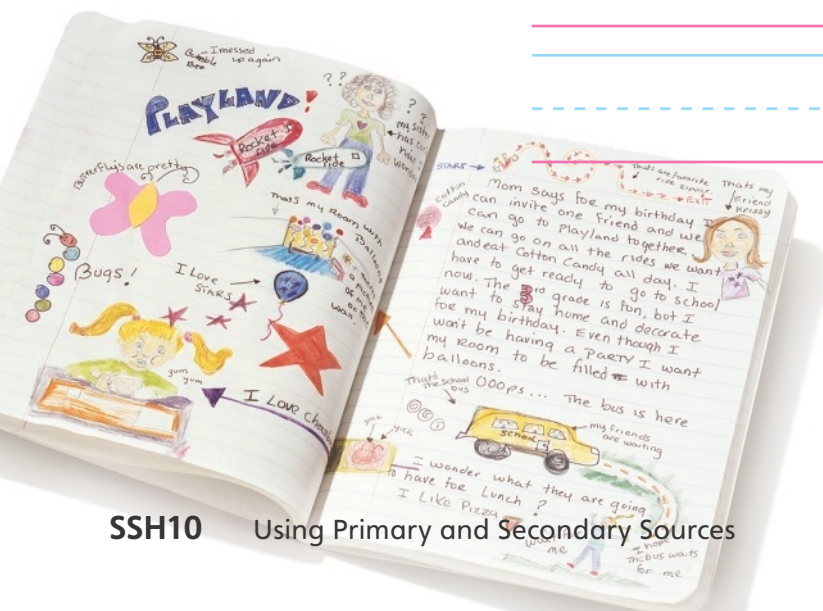 Bumble Bee
I messed
up again
PLAYLAND!
? ?
? ?
my sister
has
Rocket
ride
Rocket
ride
are pretty
That's my Room with
Balloons
Bugs!
I Love
STARS
yum
yum
I Love
START
cotton
candy
EXIT
Thats my
friend
Krissy
Mom says for my birthday I
can invite one friend and we
can go to Playland together.
We can go on all the rides we want
and eat Cotton Candy all day. I
have to get ready to go to school
now. The 3rd grade is fun, but I
want to stay home and decorate
for my birthday. Even though I
won't be having a PARTY I want
my Room to be filled with
balloons.
OOOps... The bus is here
That's
the school
bus
school
my friends
are waiting
yuck
yuck
I wonder what they are going
to have for Lunch ?
I Like Pizza
me
I hope
the bus waits
for me
SSH10 Using Primary and Secondary Sources